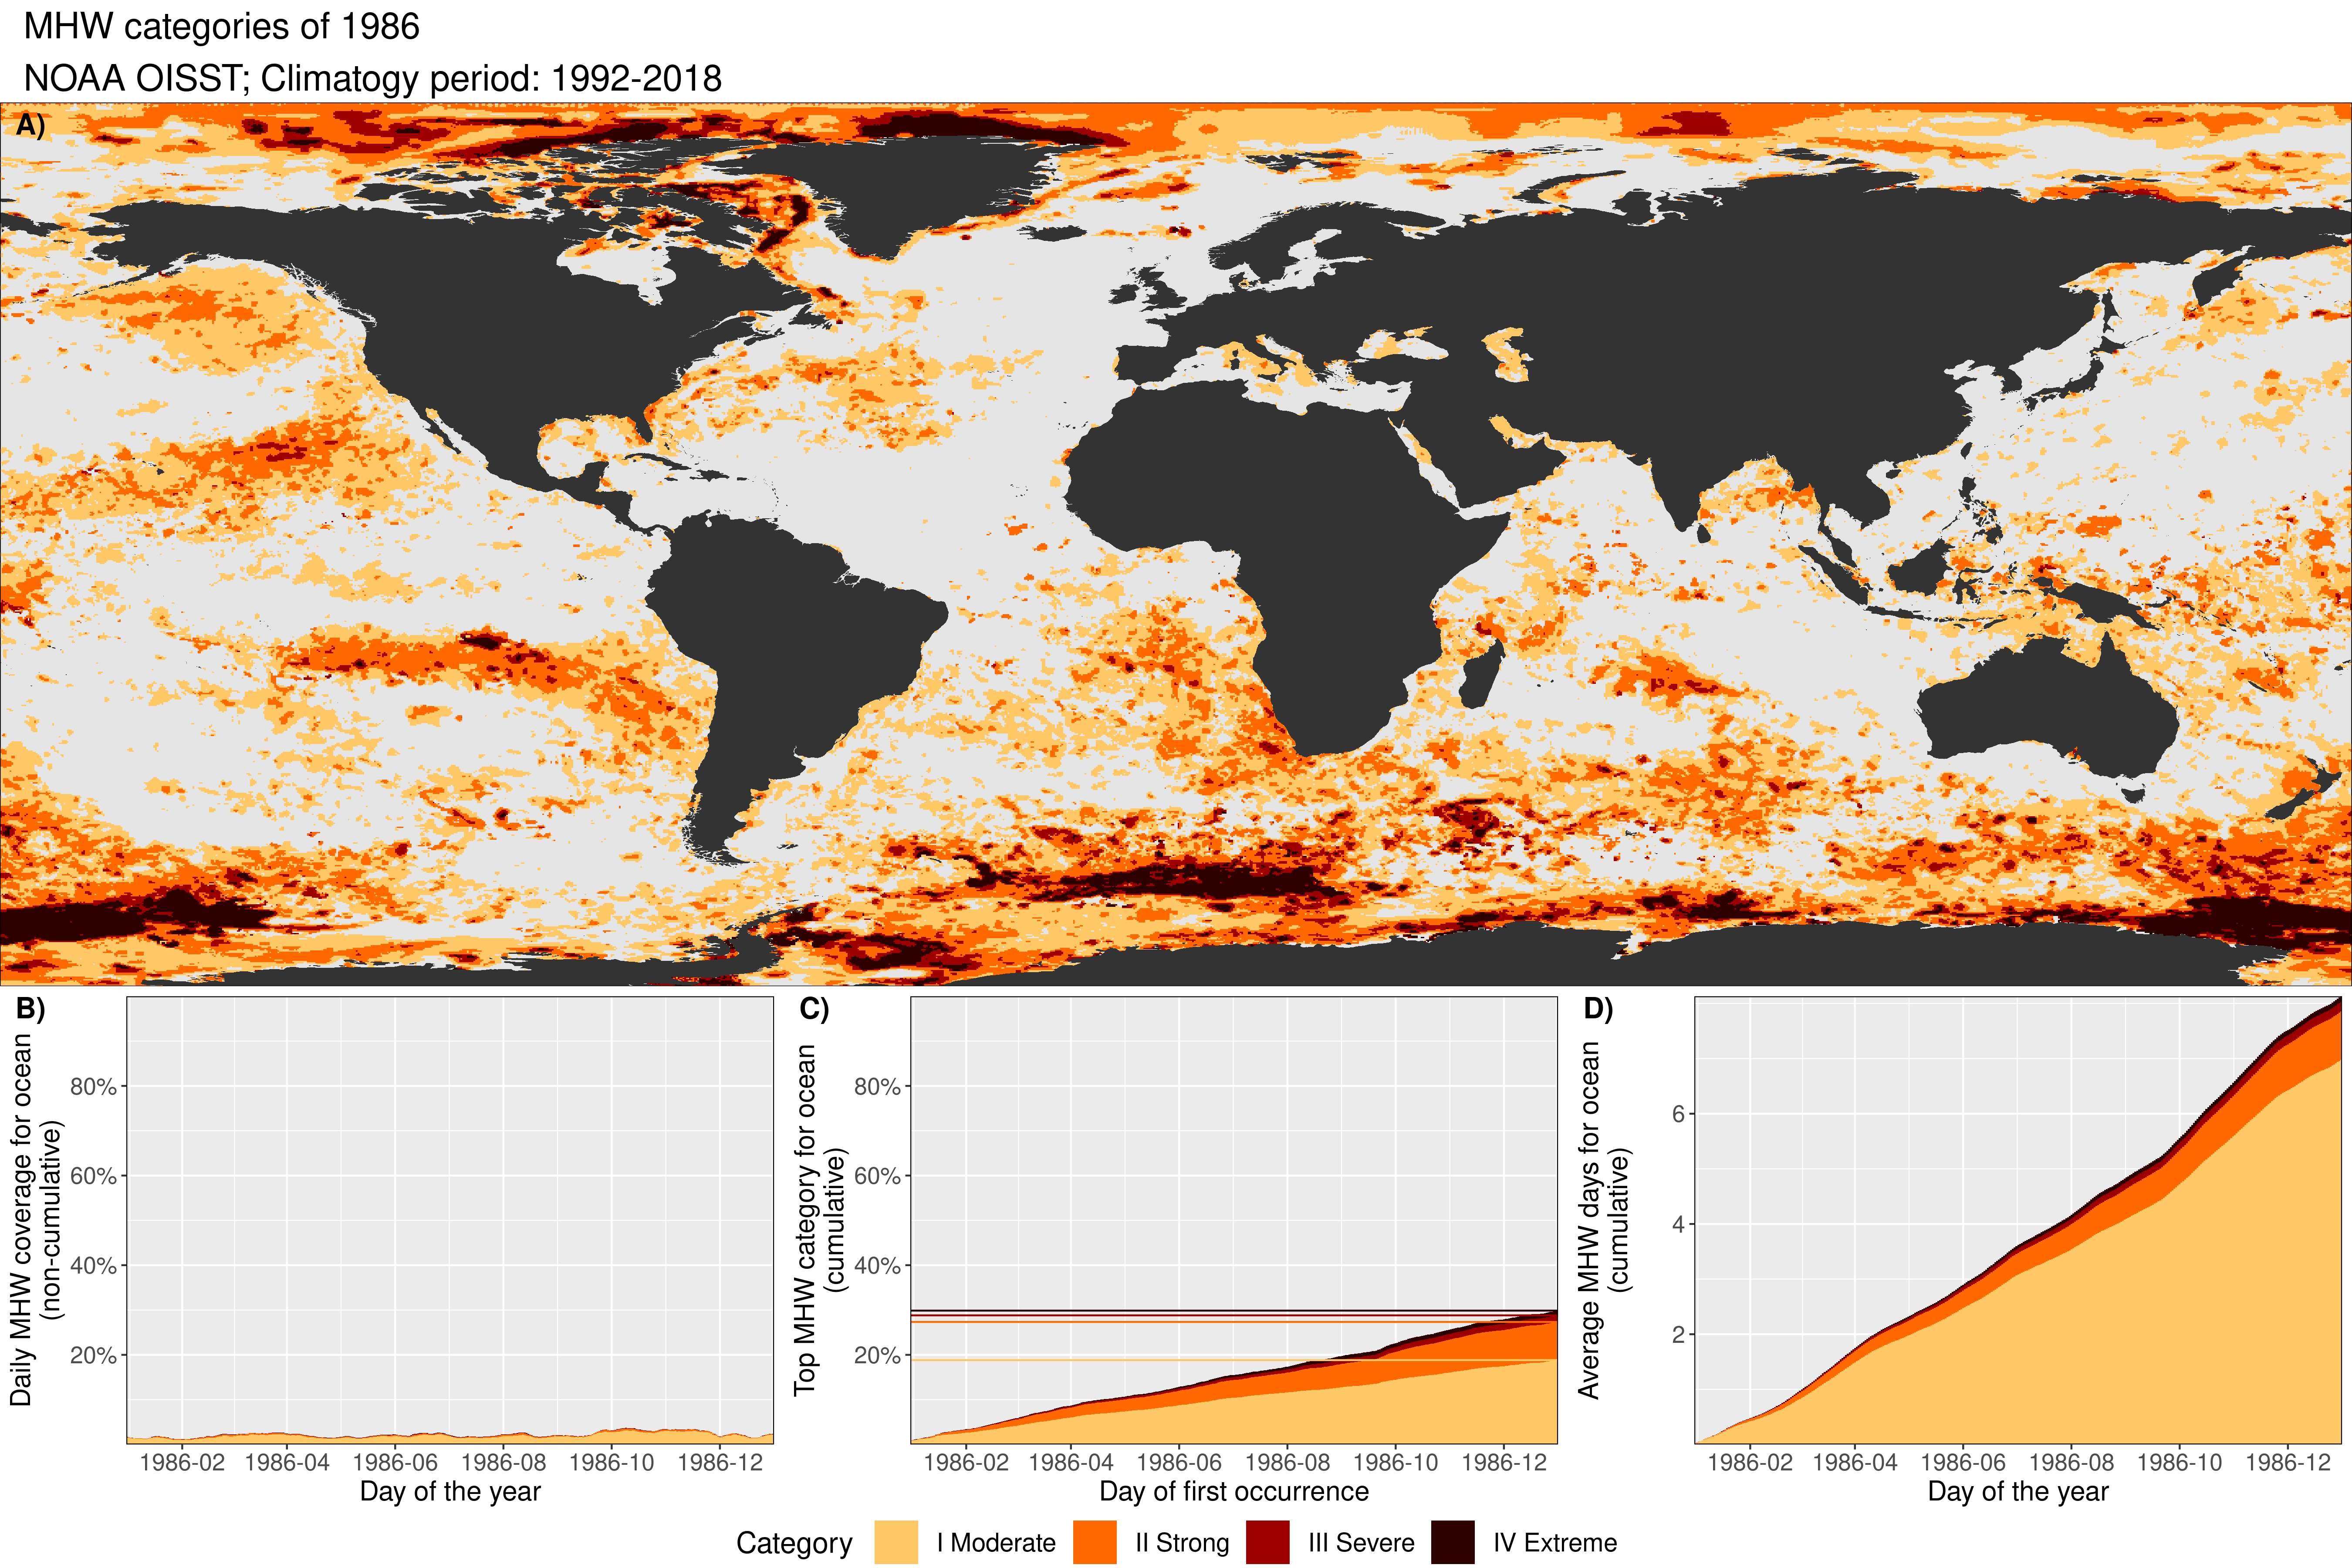 MHW categories of 1986
NOAA OISST; Climatogy period: 1992-2018
A)
B)
Daily MHW coverage for ocean
(non-cumulative)
80%
60%
40%
20%
1986-02 1986-04 1986-06 1986-08 1986-10 1986-12
Day of the year
C)
Top MHW category for ocean
(cumulative)
80%
60%
40%
20%
1986-02 1986-04 1986-06 1986-08 1986-10 1986-12
Day of first occurrence
D)
Average MHW days for ocean
(cumulative)
6
4
2
1986-02 1986-04 1986-06 1986-08 1986-10 1986-12
Day of the year
Category I Moderate II Strong III Severe IV Extreme